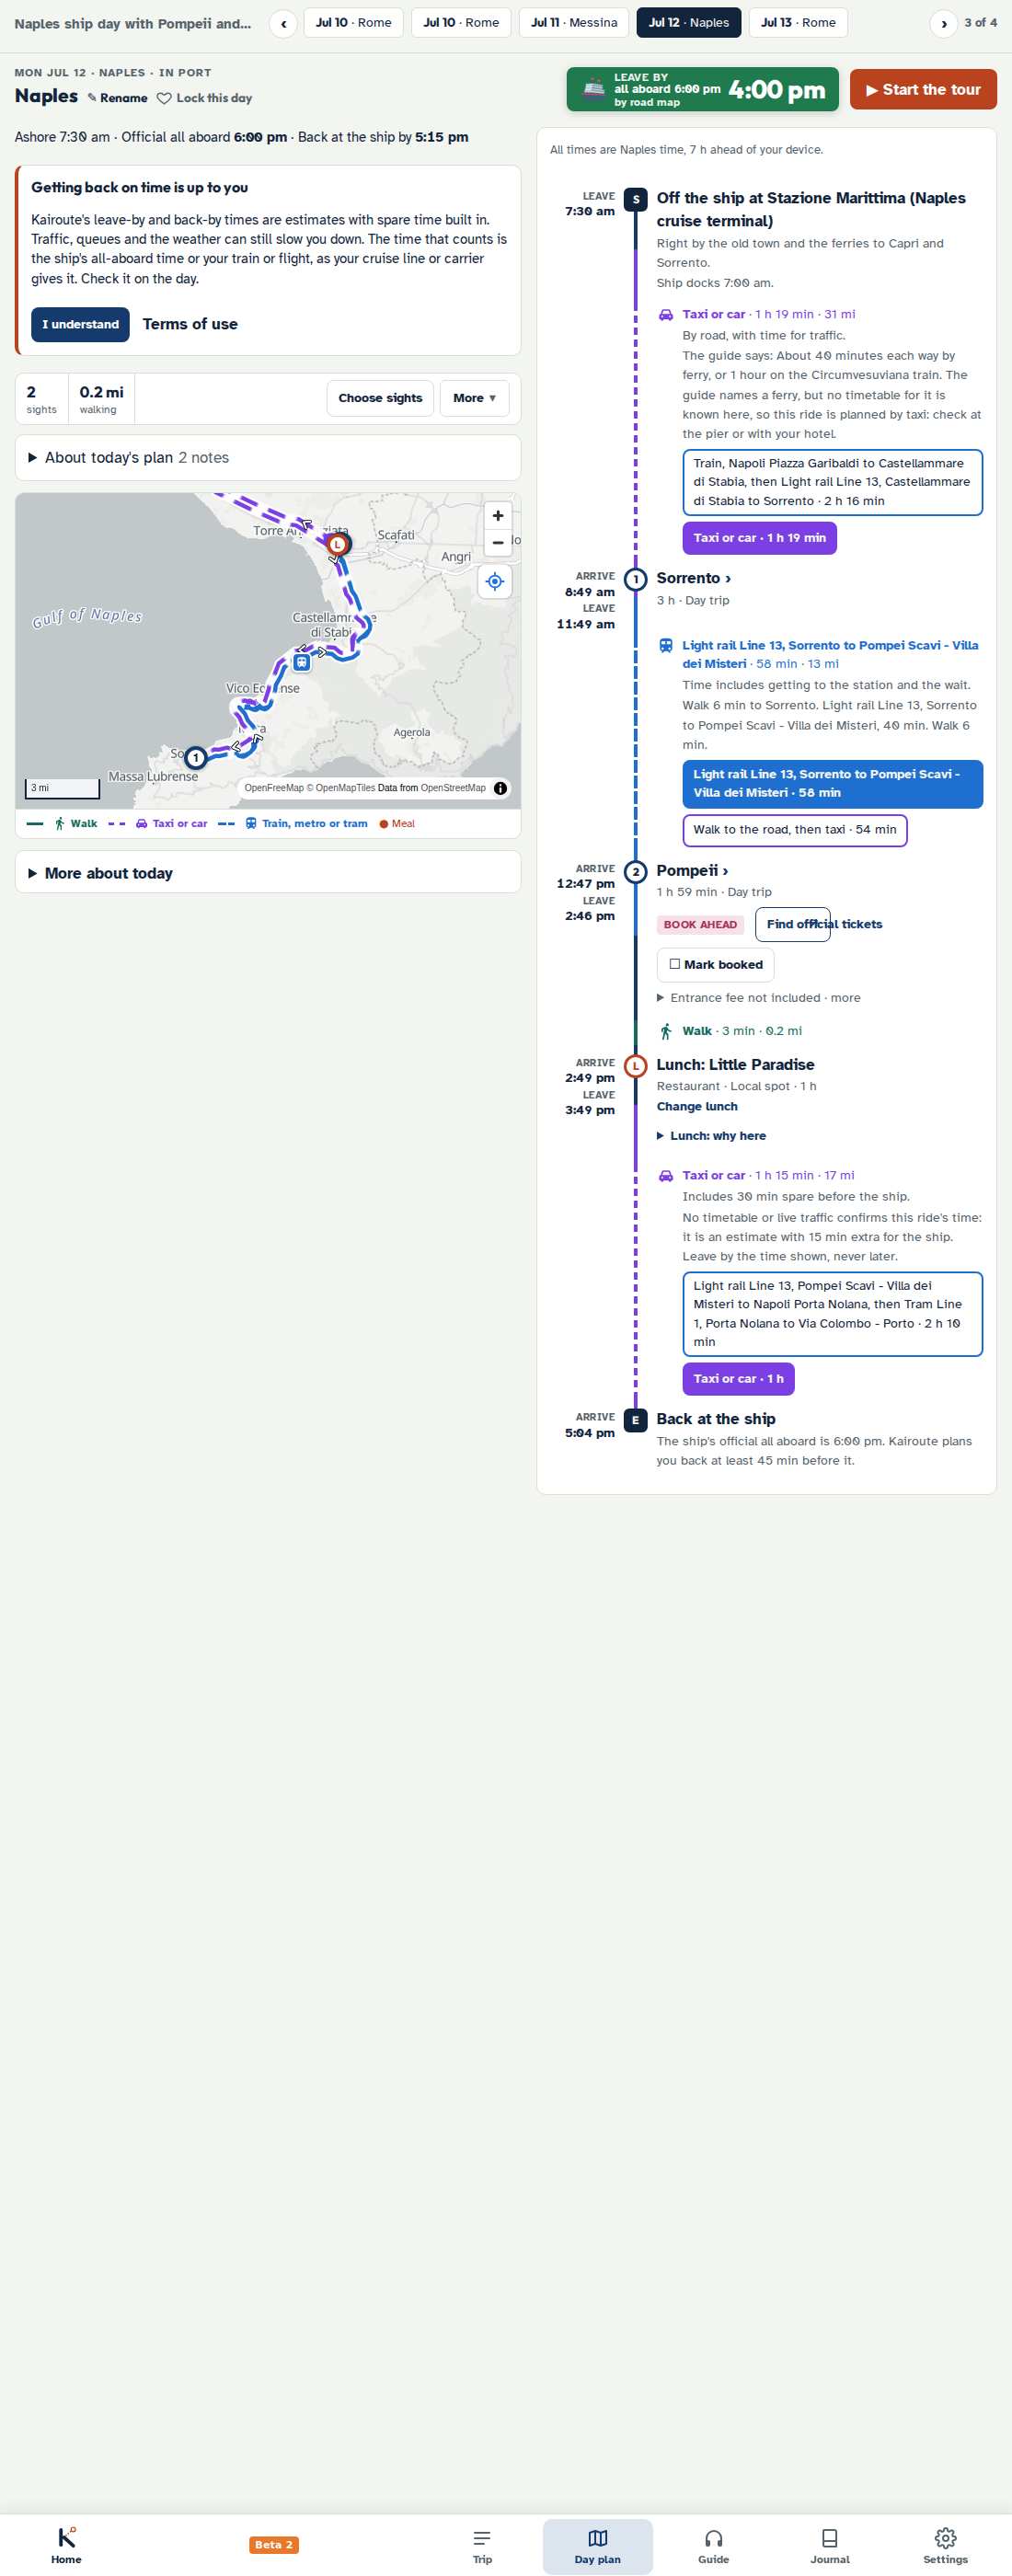 Naples ship day with Pompeii and...
‹
Jul 10 · Rome
Jul 10 · Rome
Jul 11 · Messina
Jul 12 · Naples
Jul 13 · Rome
›
3 of 4
MON JUL 12 · NAPLES · IN PORT
Naples
✎ Rename
Lock this day
LEAVE BY
all aboard 6:00 pm
by road map
4:00 pm
▶ Start the tour
Ashore 7:30 am · Official all aboard 6:00 pm · Back at the ship by 5:15 pm
Getting back on time is up to you
Kairoute's leave-by and back-by times are estimates with spare time built in.
Traffic, queues and the weather can still slow you down. The time that counts is
the ship's all-aboard time or your train or flight, as your cruise line or carrier
gives it. Check it on the day.
I understand
Terms of use
2
sights
0.2 mi
walking
Choose sights
More ▼
▶ About today's plan 2 notes
Scafati
Angri
L
Gulf of Naples
di Stabi
Agerola
1
Massa Lubrense
3 mi
OpenFreeMap © OpenMapTiles Data from OpenStreetMap
Walk
Taxi or car
Train, metro or tram
Meal
▶ More about today
All times are Naples time, 7 h ahead of your device.
LEAVE
7:30 am
S
Off the ship at Stazione Marittima (Naples
cruise terminal)
Right by the old town and the ferries to Capri and
Sorrento.
Ship docks 7:00 am.
Taxi or car · 1 h 19 min · 31 mi
By road, with time for traffic.
The guide says: About 40 minutes each way by
ferry, or 1 hour on the Circumvesuviana train. The
guide names a ferry, but no timetable for it is
known here, so this ride is planned by taxi: check at
the pier or with your hotel.
Train, Napoli Piazza Garibaldi to Castellammare
di Stabia, then Light rail Line 13, Castellammare
di Stabia to Sorrento · 2 h 16 min
Taxi or car · 1 h 19 min
ARRIVE
8:49 am
LEAVE
11:49 am
1
Sorrento ›
3 h · Day trip
Light rail Line 13, Sorrento to Pompei Scavi - Villa
dei Misteri · 58 min · 13 mi
Time includes getting to the station and the wait.
Walk 6 min to Sorrento. Light rail Line 13, Sorrento
to Pompei Scavi - Villa dei Misteri, 40 min. Walk 6
min.
Light rail Line 13, Sorrento to Pompei Scavi -
Villa dei Misteri · 58 min
Walk to the road, then taxi · 54 min
ARRIVE
12:47 pm
LEAVE
2:46 pm
2
Pompeii ›
1 h 59 min · Day trip
BOOK AHEAD
Find official tickets
☐ Mark booked
▶ Entrance fee not included · more
Walk · 3 min · 0.2 mi
ARRIVE
2:49 pm
LEAVE
3:49 pm
L
Lunch: Little Paradise
Restaurant · Local spot · 1 h
Change lunch
▶ Lunch: why here
Taxi or car · 1 h 15 min · 17 mi
Includes 30 min spare before the ship.
No timetable or live traffic confirms this ride's time:
it is an estimate with 15 min extra for the ship.
Leave by the time shown, never later.
Light rail Line 13, Pompei Scavi - Villa dei
Misteri to Napoli Porta Nolana, then Tram Line
1, Porta Nolana to Via Colombo - Porto · 2 h 10
min
Taxi or car · 1 h
ARRIVE
5:04 pm
E
Back at the ship
The ship's official all aboard is 6:00 pm. Kairoute plans
you back at least 45 min before it.
Home
Beta 2
Trip
Day plan
Guide
Journal
Settings